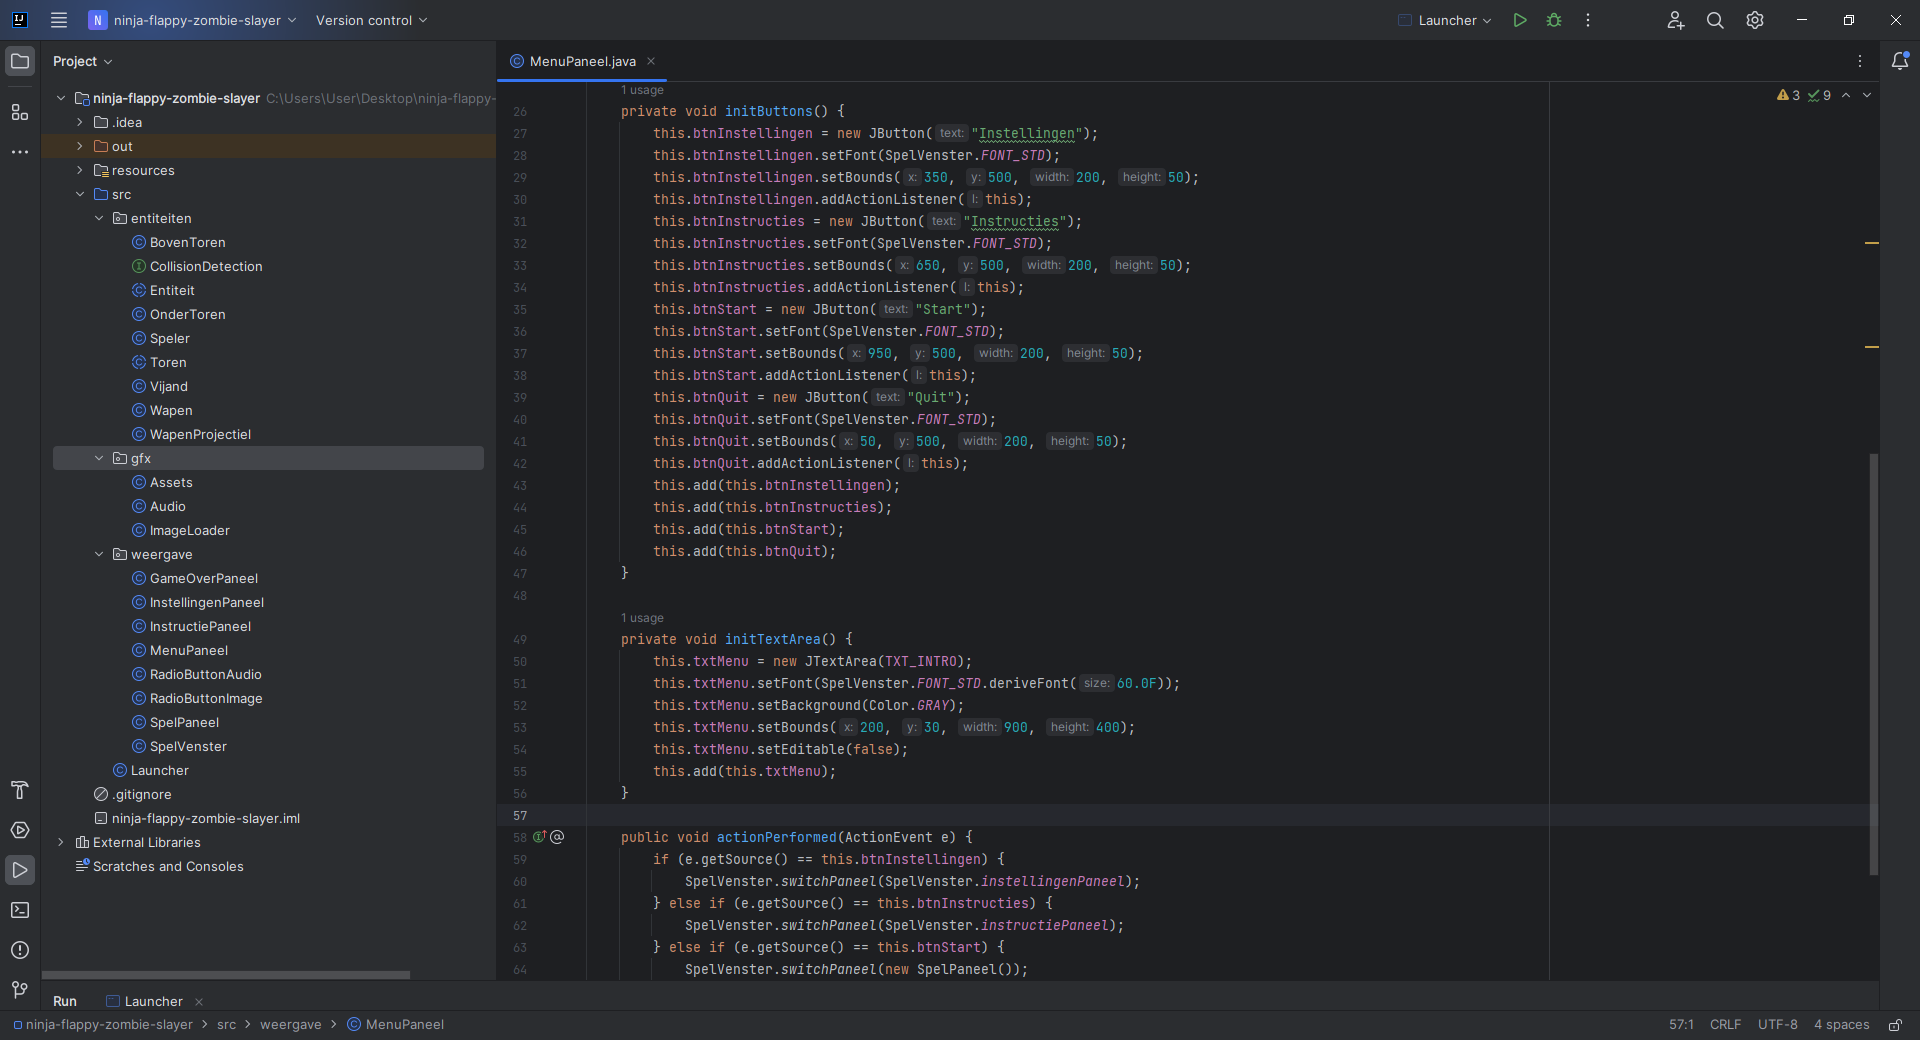 N ninja-flappy-zombie-slayer Version control Launcher
Project
ninja-flappy-zombie-slayer C:\Users\User\Desktop\ninja-flappy-
.idea
out
resources
src
entiteiten
BovenToren
CollisionDetection
Entiteit
OnderToren
Speler
Toren
Vijand
Wapen
WapenProjectiel
gfx
Assets
Audio
ImageLoader
weergave
GameOverPaneel
InstellingenPaneel
InstructiePaneel
MenuPaneel
RadioButtonAudio
RadioButtonImage
SpelPaneel
SpelVenster
Launcher
.gitignore
ninja-flappy-zombie-slayer.iml
External Libraries
Scratches and Consoles
MenuPaneel.java
3 9
1 usage
26 private void initButtons() {
27 this.btnInstellingen = new JButton( text: "Instellingen");
28 this.btnInstellingen.setFont(SpelVenster.FONT_STD);
29 this.btnInstellingen.setBounds( x: 350, y: 500, width: 200, height: 50);
30 this.btnInstellingen.addActionListener( l: this);
31 this.btnInstructies = new JButton( text: "Instructies");
32 this.btnInstructies.setFont(SpelVenster.FONT_STD);
33 this.btnInstructies.setBounds( x: 650, y: 500, width: 200, height: 50);
34 this.btnInstructies.addActionListener( l: this);
35 this.btnStart = new JButton( text: "Start");
36 this.btnStart.setFont(SpelVenster.FONT_STD);
37 this.btnStart.setBounds( x: 950, y: 500, width: 200, height: 50);
38 this.btnStart.addActionListener( l: this);
39 this.btnQuit = new JButton( text: "Quit");
40 this.btnQuit.setFont(SpelVenster.FONT_STD);
41 this.btnQuit.setBounds( x: 50, y: 500, width: 200, height: 50);
42 this.btnQuit.addActionListener( l: this);
43 this.add(this.btnInstellingen);
44 this.add(this.btnInstructies);
45 this.add(this.btnStart);
46 this.add(this.btnQuit);
47 }
48
1 usage
49 private void initTextArea() {
50 this.txtMenu = new JTextArea(TXT_INTRO);
51 this.txtMenu.setFont(SpelVenster.FONT_STD.deriveFont( size: 60.0F));
52 this.txtMenu.setBackground(Color.GRAY);
53 this.txtMenu.setBounds( x: 200, y: 30, width: 900, height: 400);
54 this.txtMenu.setEditable(false);
55 this.add(this.txtMenu);
56 }
57
58 public void actionPerformed(ActionEvent e) {
59 if (e.getSource() == this.btnInstellingen) {
60 SpelVenster.switchPaneel(SpelVenster.instellingenPaneel);
61 } else if (e.getSource() == this.btnInstructies) {
62 SpelVenster.switchPaneel(SpelVenster.instructiePaneel);
63 } else if (e.getSource() == this.btnStart) {
64 SpelVenster.switchPaneel(new SpelPaneel());
Run Launcher
ninja-flappy-zombie-slayer > src > weergave > MenuPaneel 57:1 CRLF UTF-8 4 spaces